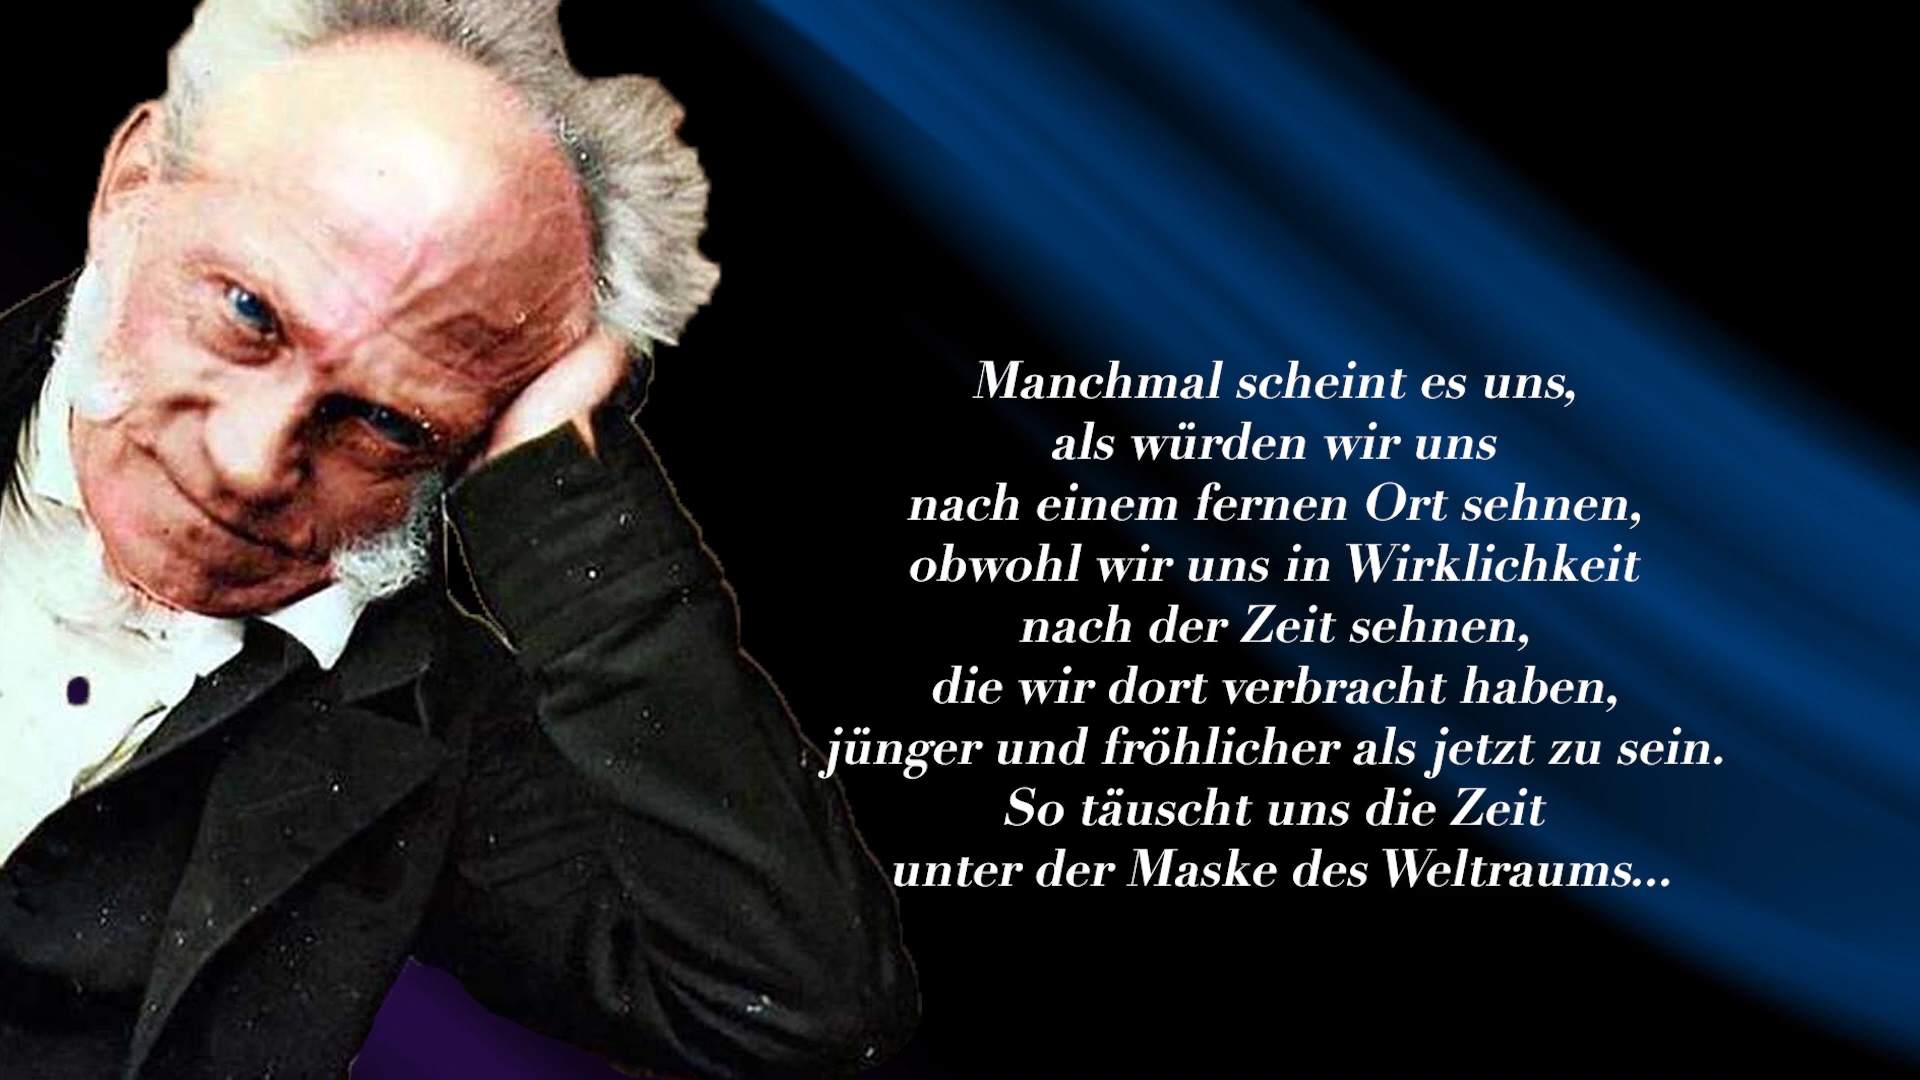 Manchmal scheint es uns,
als würden wir uns
nach einem fernen Ort sehnen,
obwohl wir uns in Wirklichkeit
nach der Zeit sehnen,
die wir dort verbracht haben,
jünger und fröhlicher als jetzt zu sein.
So täuscht uns die Zeit
unter der Maske des Weltraums...